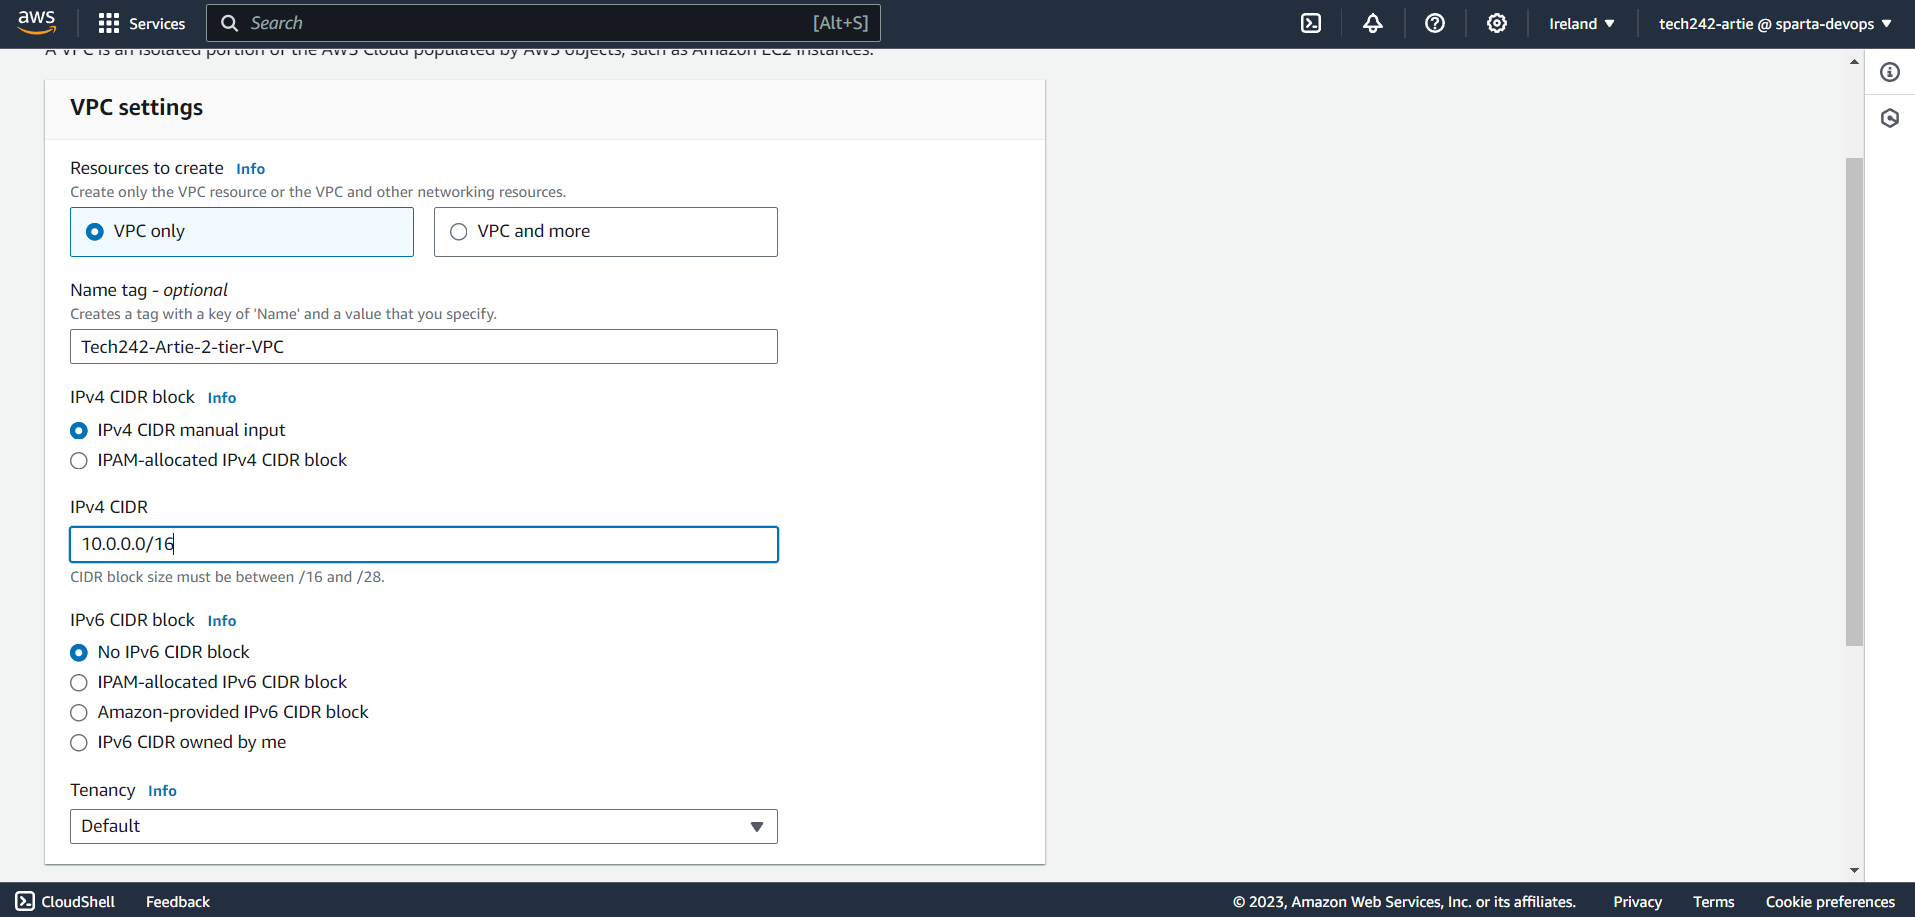 aws Services Search [Alt+S] Ireland tech242-artie @ sparta-devops
A VPC is an isolated portion of the AWS Cloud populated by AWS objects, such as Amazon EC2 instances.
VPC settings
Resources to create Info
Create only the VPC resource or the VPC and other networking resources.
VPC only VPC and more
Name tag - optional
Creates a tag with a key of 'Name' and a value that you specify.
Tech242-Artie-2-tier-VPC
IPv4 CIDR block Info
IPv4 CIDR manual input
IPAM-allocated IPv4 CIDR block
IPv4 CIDR
10.0.0.0/16
CIDR block size must be between /16 and /28.
IPv6 CIDR block Info
No IPv6 CIDR block
IPAM-allocated IPv6 CIDR block
Amazon-provided IPv6 CIDR block
IPv6 CIDR owned by me
Tenancy Info
Default
CloudShell Feedback © 2023, Amazon Web Services, Inc. or its affiliates. Privacy Terms Cookie preferences